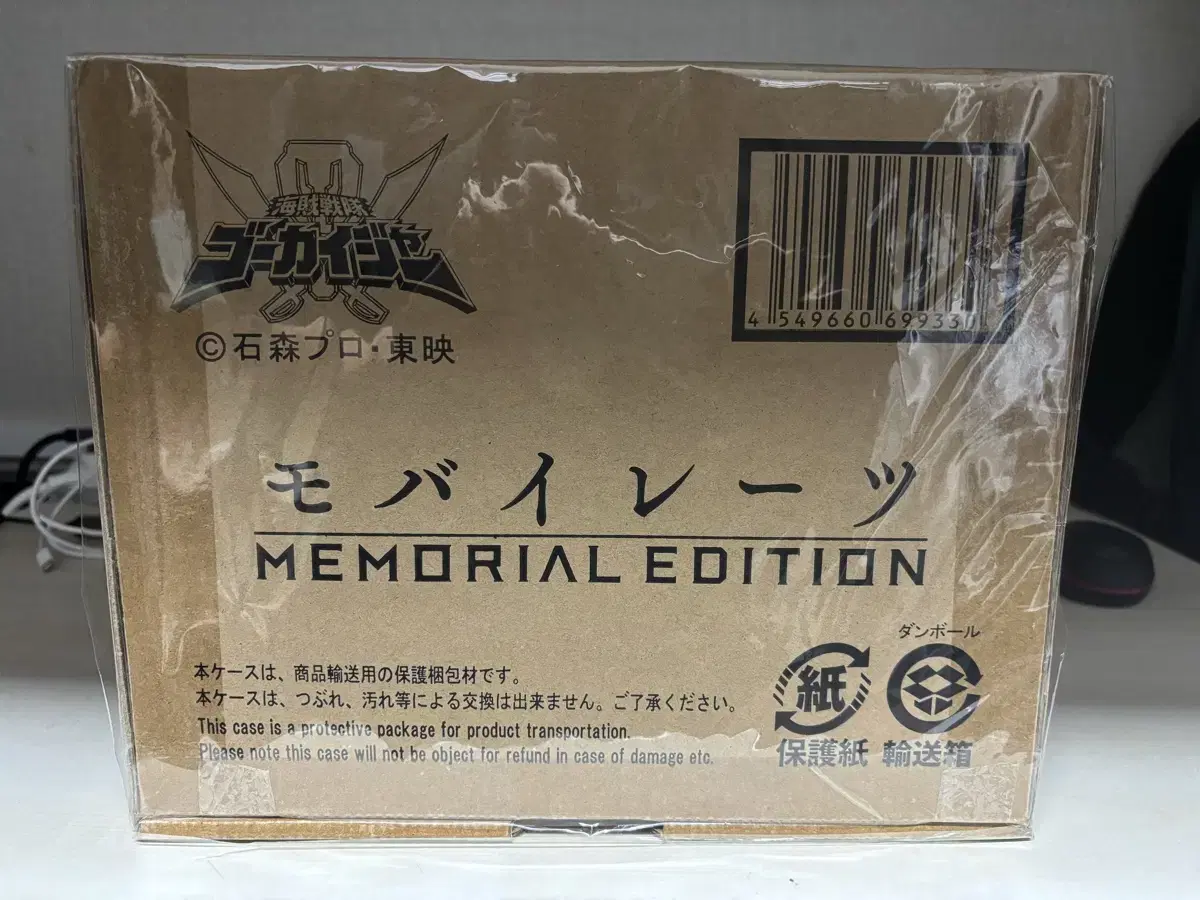 海賊戦隊
ゴーカイジャー
©石森プロ・東映
4 549660 699330
モバイレーツ
MEMORIAL EDITION
本ケースは、商品輸送用の保護梱包材です。
本ケースは、つぶれ、汚れ等による交換は出来ません。ご了承ください。
This case is a protective package for product transportation.
Please note this case will not be object for refund in case of damage etc.
紙
保護紙
ダンボール
輸送箱